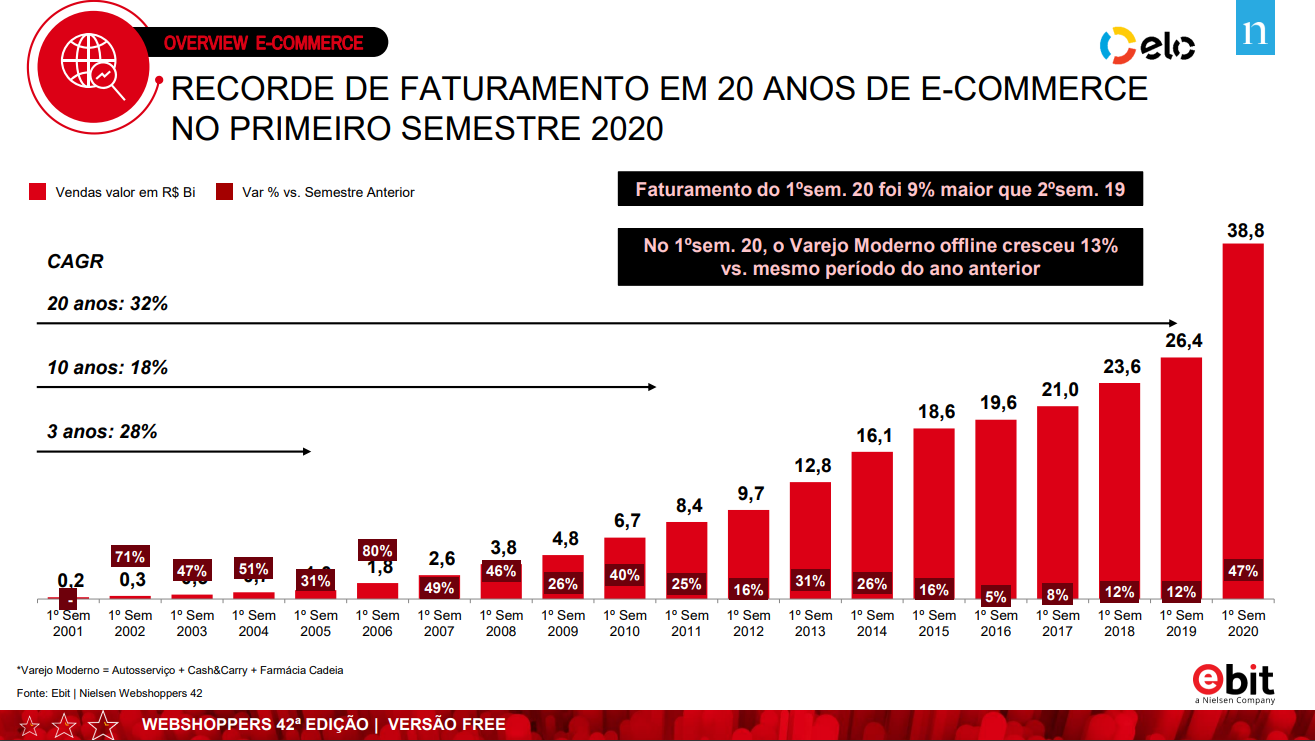 OVERVIEW E-COMMERCE
elo
n
RECORDE DE FATURAMENTO EM 20 ANOS DE E-COMMERCE
NO PRIMEIRO SEMESTRE 2020
Vendas valor em R$ Bi
Var % vs. Semestre Anterior
Faturamento do 1ºsem. 20 foi 9% maior que 2ºsem. 19
No 1ºsem. 20, o Varejo Moderno offline cresceu 13%
vs. mesmo período do ano anterior
CAGR
20 anos: 32%
10 anos: 18%
3 anos: 28%
0,2 0,3 1,8 2,6 3,8 4,8 6,7 8,4 9,7 12,8 16,1 18,6 19,6 21,0 23,6 26,4 38,8
- 71% 47% 51% 31% 80% 49% 46% 26% 40% 25% 16% 31% 26% 16% 5% 8% 12% 12% 47%
1º Sem 1º Sem 1º Sem 1º Sem 1º Sem 1º Sem 1º Sem 1º Sem 1º Sem 1º Sem 1º Sem 1º Sem 1º Sem 1º Sem 1º Sem 1º Sem 1º Sem 1º Sem 1º Sem 1º Sem
2001 2002 2003 2004 2005 2006 2007 2008 2009 2010 2011 2012 2013 2014 2015 2016 2017 2018 2019 2020
*Varejo Moderno = Autosserviço + Cash&Carry + Farmácia Cadeia
Fonte: Ebit | Nielsen Webshoppers 42
ebit
a Nielsen Company
WEBSHOPPERS 42ª EDIÇÃO | VERSÃO FREE